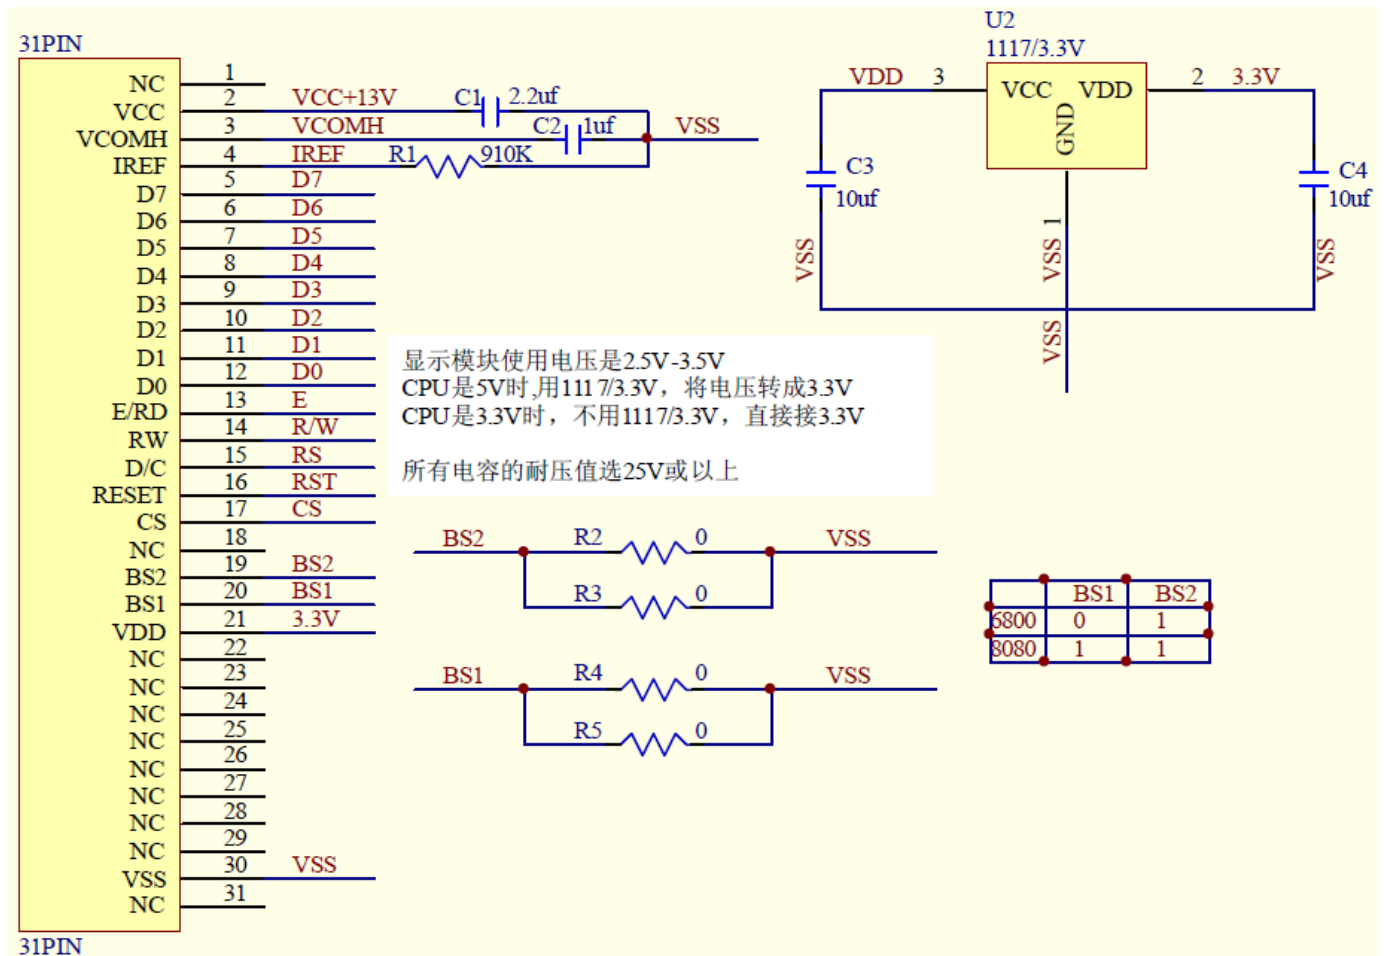 31PIN
NC 1
VCC 2 VCC+13V C1 2.2uf
VCOMH 3 VCOMH C2 1uf VSS
IREF 4 IREF R1 910K
D7 5 D7
D6 6 D6
D5 7 D5
D4 8 D4
D3 9 D3
D2 10 D2
D1 11 D1
D0 12 D0
E/RD 13 E
RW 14 R/W
D/C 15 RS
RESET 16 RST
CS 17 CS
NC 18
BS2 19 BS2
BS1 20 BS1
VDD 21 3.3V
NC 22
NC 23
NC 24
NC 25
NC 26
NC 27
NC 28
NC 29
VSS 30 VSS
NC 31
31PIN
U2
1117/3.3V
VDD 3 VCC VDD 2 3.3V
GND
C3
10uf
C4
10uf
1
VSS
VSS
VSS
VSS
显示模块使用电压是2.5V-3.5V
CPU是5V时,用1117/3.3V，将电压转成3.3V
CPU是3.3V时，不用1117/3.3V，直接接3.3V
所有电容的耐压值选25V或以上
BS2 R2 0 VSS
R3 0
BS1 R4 0 VSS
R5 0
BS1 BS2
6800 0 1
8080 1 1